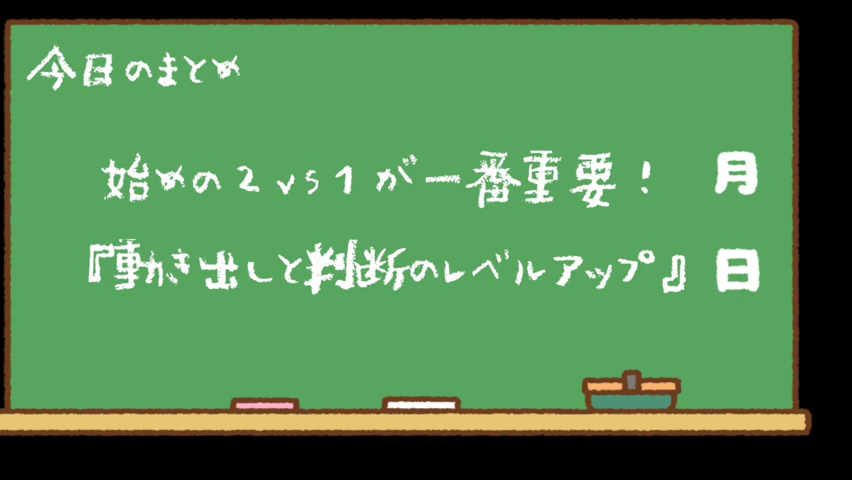 今日のまとめ
始めの2vs1が一番重要！
『動き出しと判断のレベルアップ』
月
日